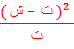 ( ت − ش )²
ت